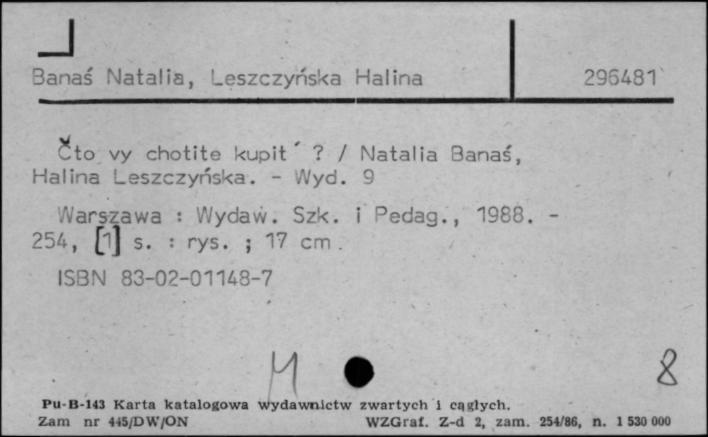 Banaś Natalia, Leszczyńska Halina 296481
Čto vy chotite kupit´ ? / Natalia Banaś,
Halina Leszczyńska. - Wyd. 9
Warszawa : Wydaw. Szk. i Pedag., 1988. -
254, [1] s. : rys. ; 17 cm.
ISBN 83-02-01148-7
M 8
Pu-B-143 Karta katalogowa wydawnictw zwartych i ciągłych.
Zam nr 445/DW/ON WZGraf. Z-d 2, zam. 254/86, n. 1 530 000